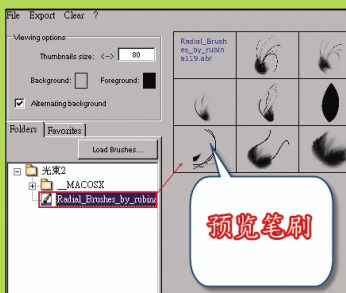 File Export Clear ?
Viewing options
Thumbnails size: <--> 80
Background: Foreground:
Alternating background
Folders Favorites
Load Brushes...
光束2
__MACOSX
Radial_Brushes_by_rubina
Radial_Brush
es_by_rubin
a119.abr
预览笔刷